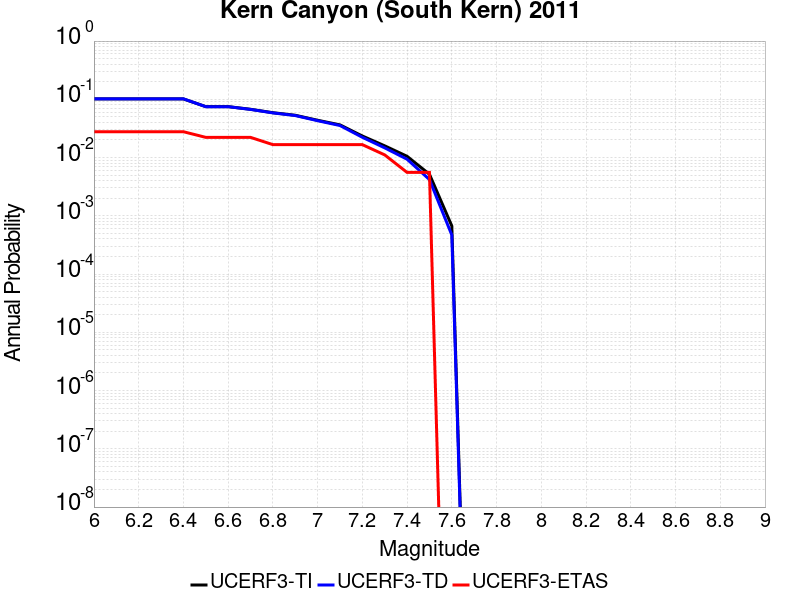 Kern Canyon (South Kern) 2011
10^0
10^-1
10^-2
10^-3
10^-4
10^-5
10^-6
10^-7
10^-8
Annual Probability
6 6.2 6.4 6.6 6.8 7 7.2 7.4 7.6 7.8 8 8.2 8.4 8.6 8.8 9
Magnitude
UCERF3-TI UCERF3-TD UCERF3-ETAS